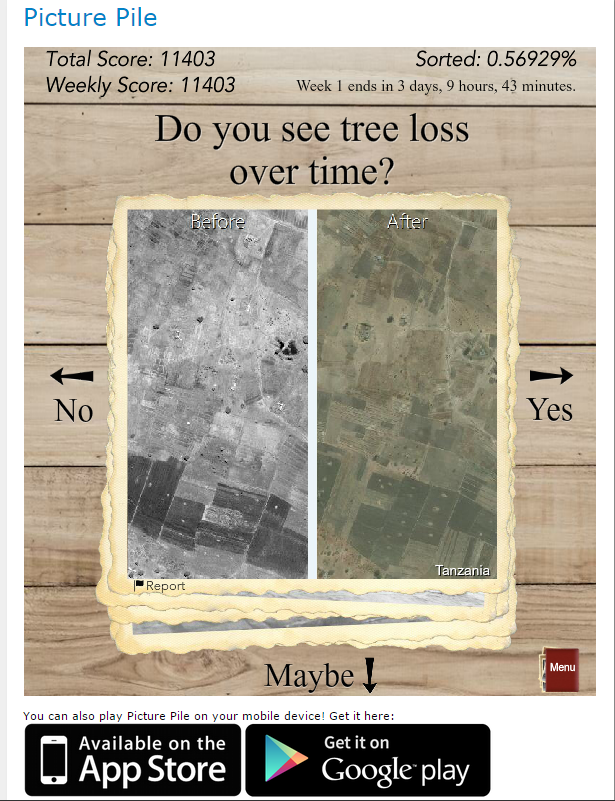 Picture Pile
Total Score: 11403
Sorted: 0.56929%
Weekly Score: 11403
Week 1 ends in 3 days, 9 hours, 43 minutes.
Do you see tree loss
over time?
Before
After
No
Yes
Tanzania
Report
Maybe
Menu
You can also play Picture Pile on your mobile device! Get it here:
Available on the
App Store
Get it on
Google play